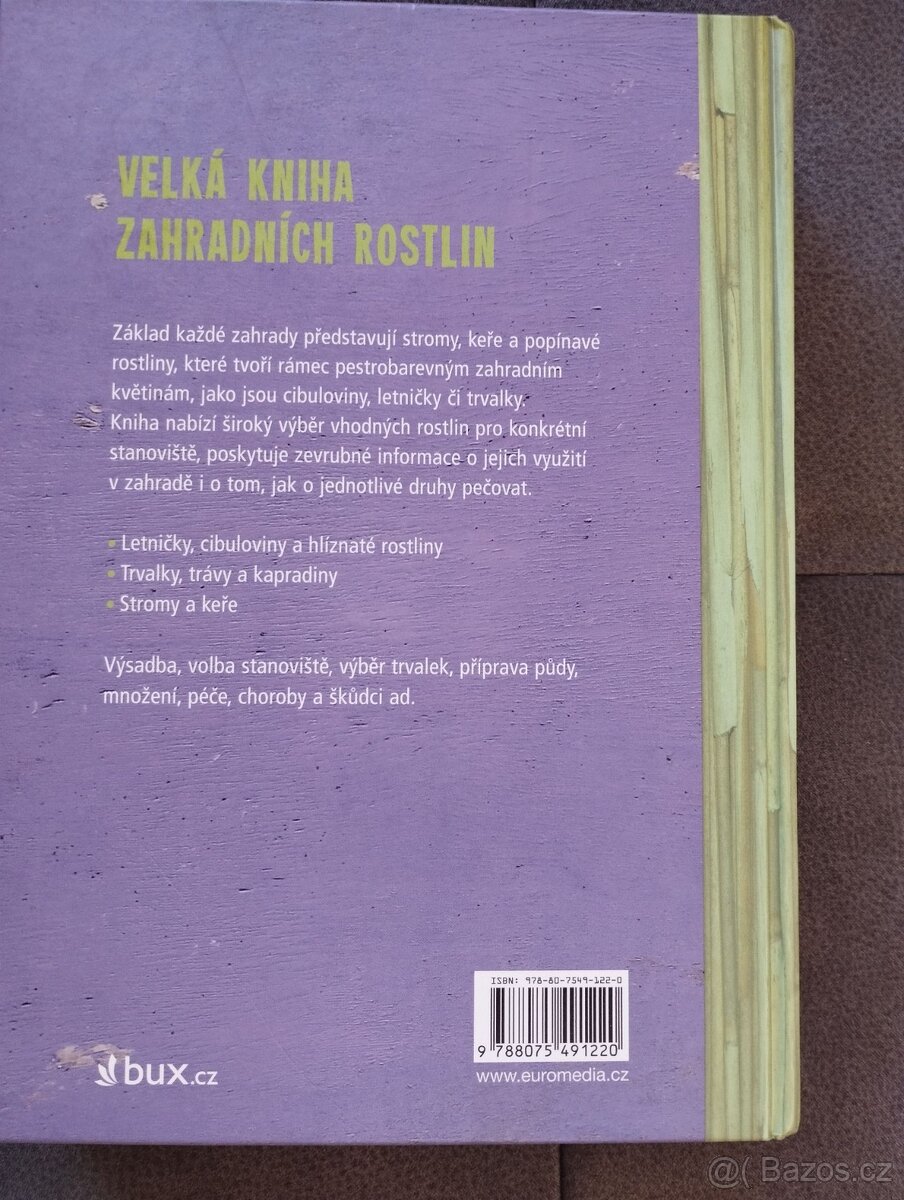 VELKÁ KNIHA
ZAHRADNÍCH ROSTLIN
Základ každé zahrady představují stromy, keře a popínavé
rostliny, které tvoří rámec pestrobarevným zahradním
květinám, jako jsou cibuloviny, letničky či trvalky.
Kniha nabízí široký výběr vhodných rostlin pro konkrétní
stanoviště, poskytuje zevrubné informace o jejich využití
v zahradě i o tom, jak o jednotlivé druhy pečovat.
• Letničky, cibuloviny a hlíznaté rostliny
• Trvalky, trávy a kapradiny
• Stromy a keře
Výsadba, volba stanoviště, výběr trvalek, příprava půdy,
množení, péče, choroby a škůdci ad.
ISBN: 978-80-7549-122-0
9 788075 491220
www.euromedia.cz
bux.cz
@( Bazos.cz